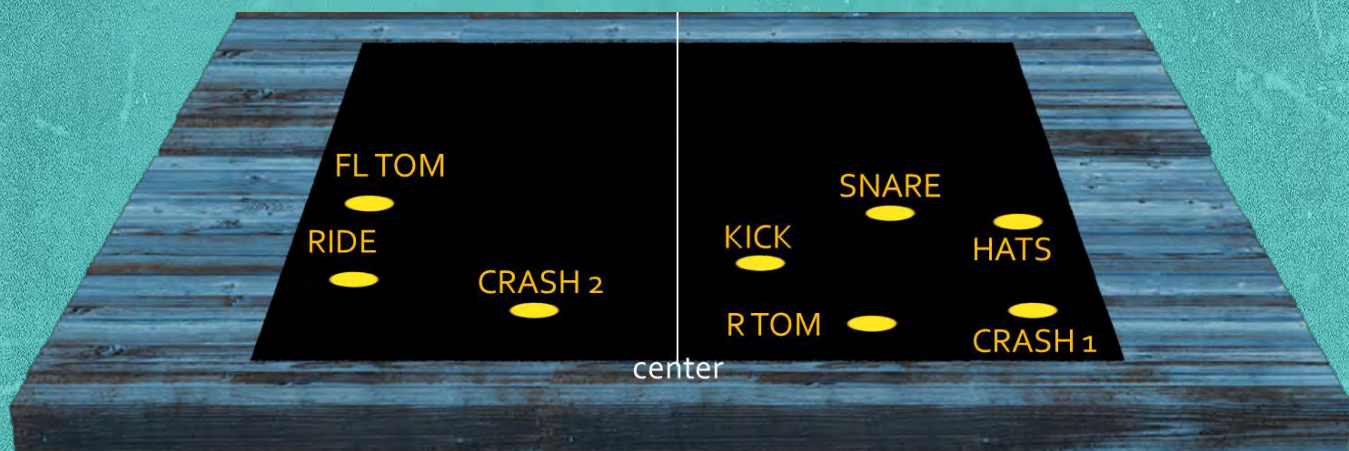 FL TOM
SNARE
RIDE
KICK
HATS
CRASH 2
R TOM
CRASH 1
center